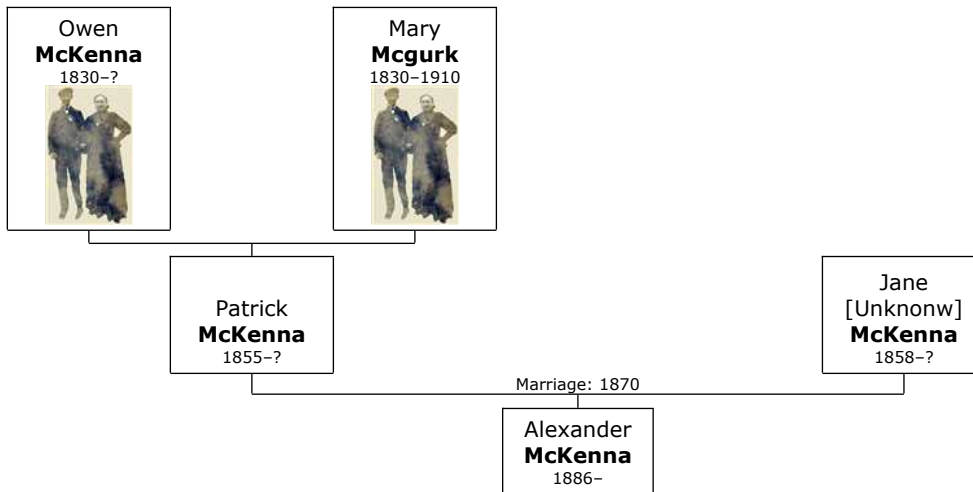 Owen
McKenna
1830–?
Mary
Mcgurk
1830–1910
Patrick
McKenna
1855–?
Jane
[Unknonw]
McKenna
1858–?
Marriage: 1870
Alexander
McKenna
1886–